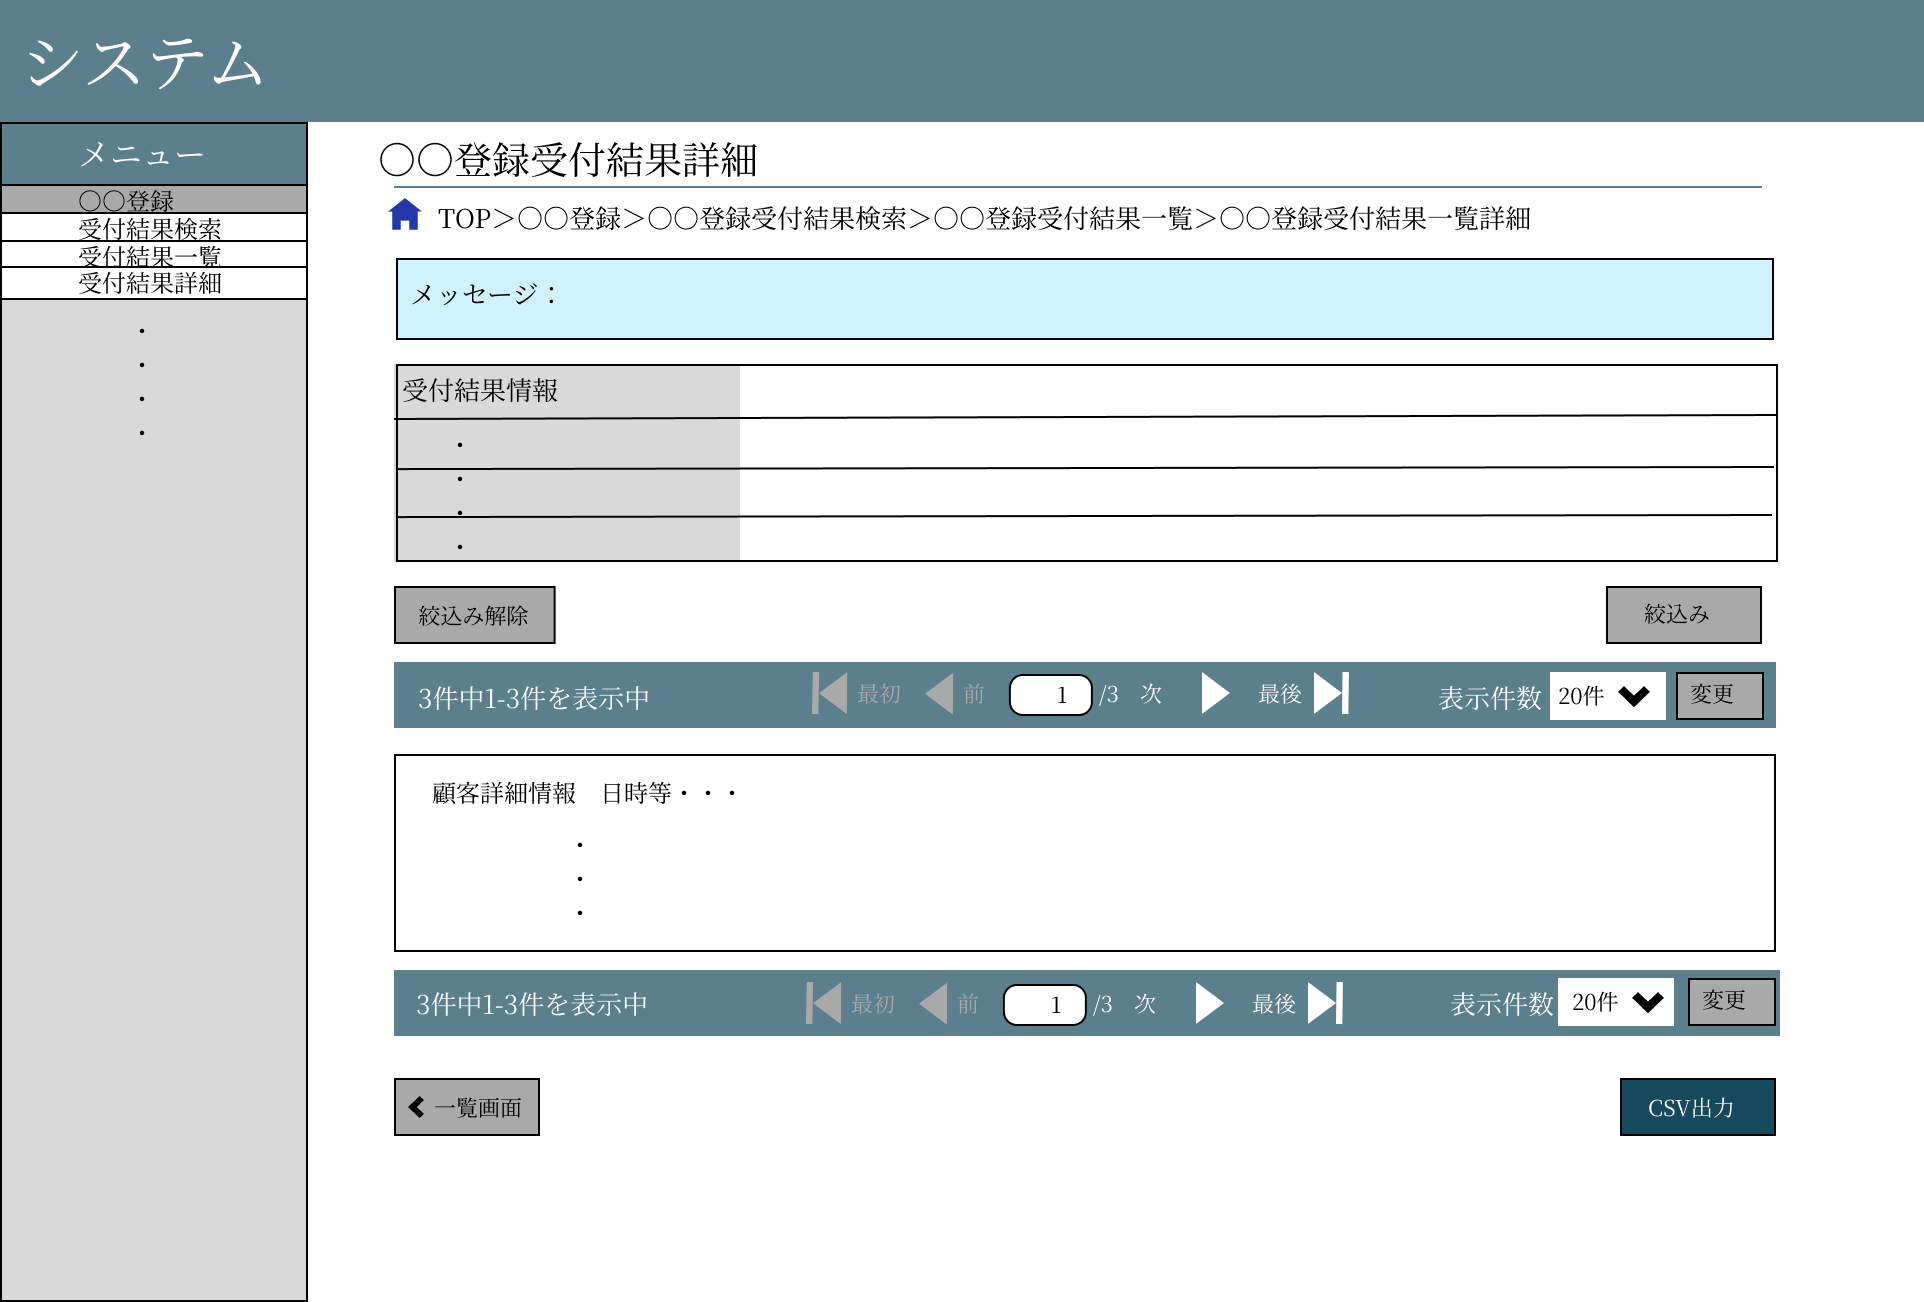 システム
メニュー
〇〇登録
受付結果検索
受付結果一覧
受付結果詳細
・
・
・
・
〇〇登録受付結果詳細
TOP＞〇〇登録＞〇〇登録受付結果検索＞〇〇登録受付結果一覧＞〇〇登録受付結果一覧詳細
メッセージ：
受付結果情報
・
・
・
・
絞込み解除
絞込み
3件中1-3件を表示中 最初 前 1 /3 次 最後 表示件数 20件 変更
顧客詳細情報　日時等・・・
・
・
・
3件中1-3件を表示中 最初 前 1 /3 次 最後 表示件数 20件 変更
一覧画面
CSV出力